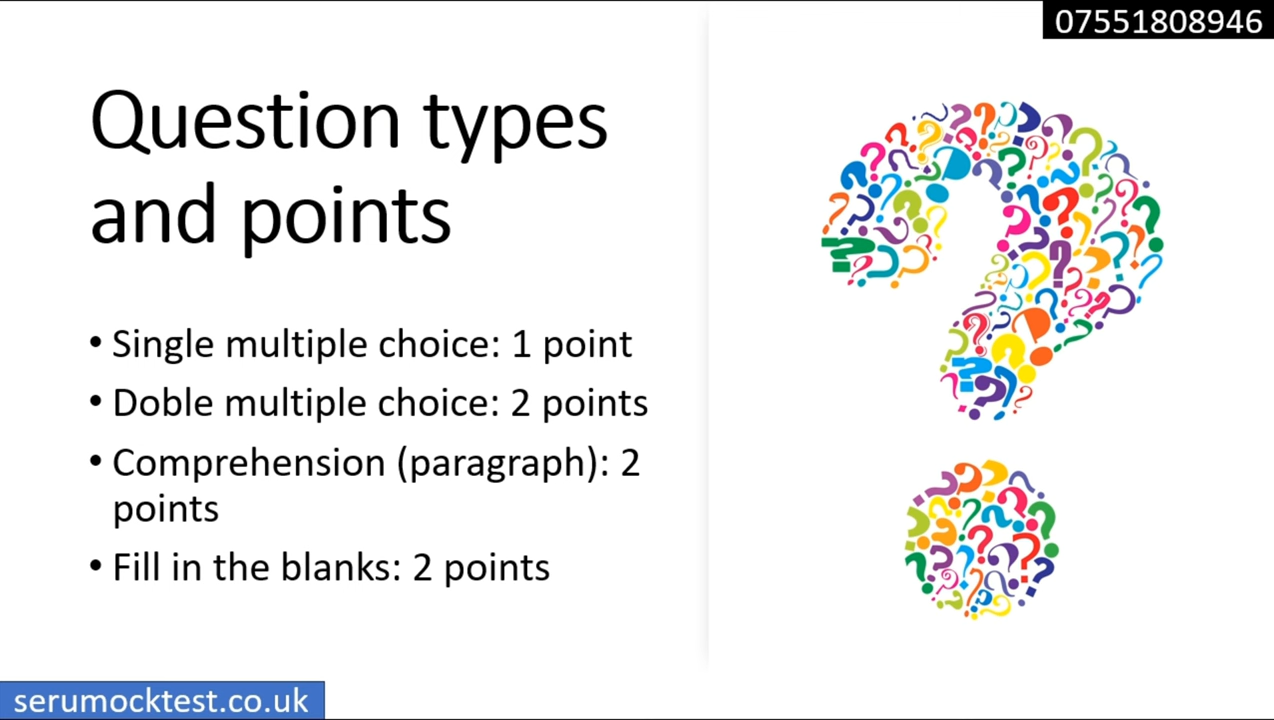 07551808946
Question types
and points
• Single multiple choice: 1 point
• Doble multiple choice: 2 points
• Comprehension (paragraph): 2
points
• Fill in the blanks: 2 points
serumocktest.co.uk